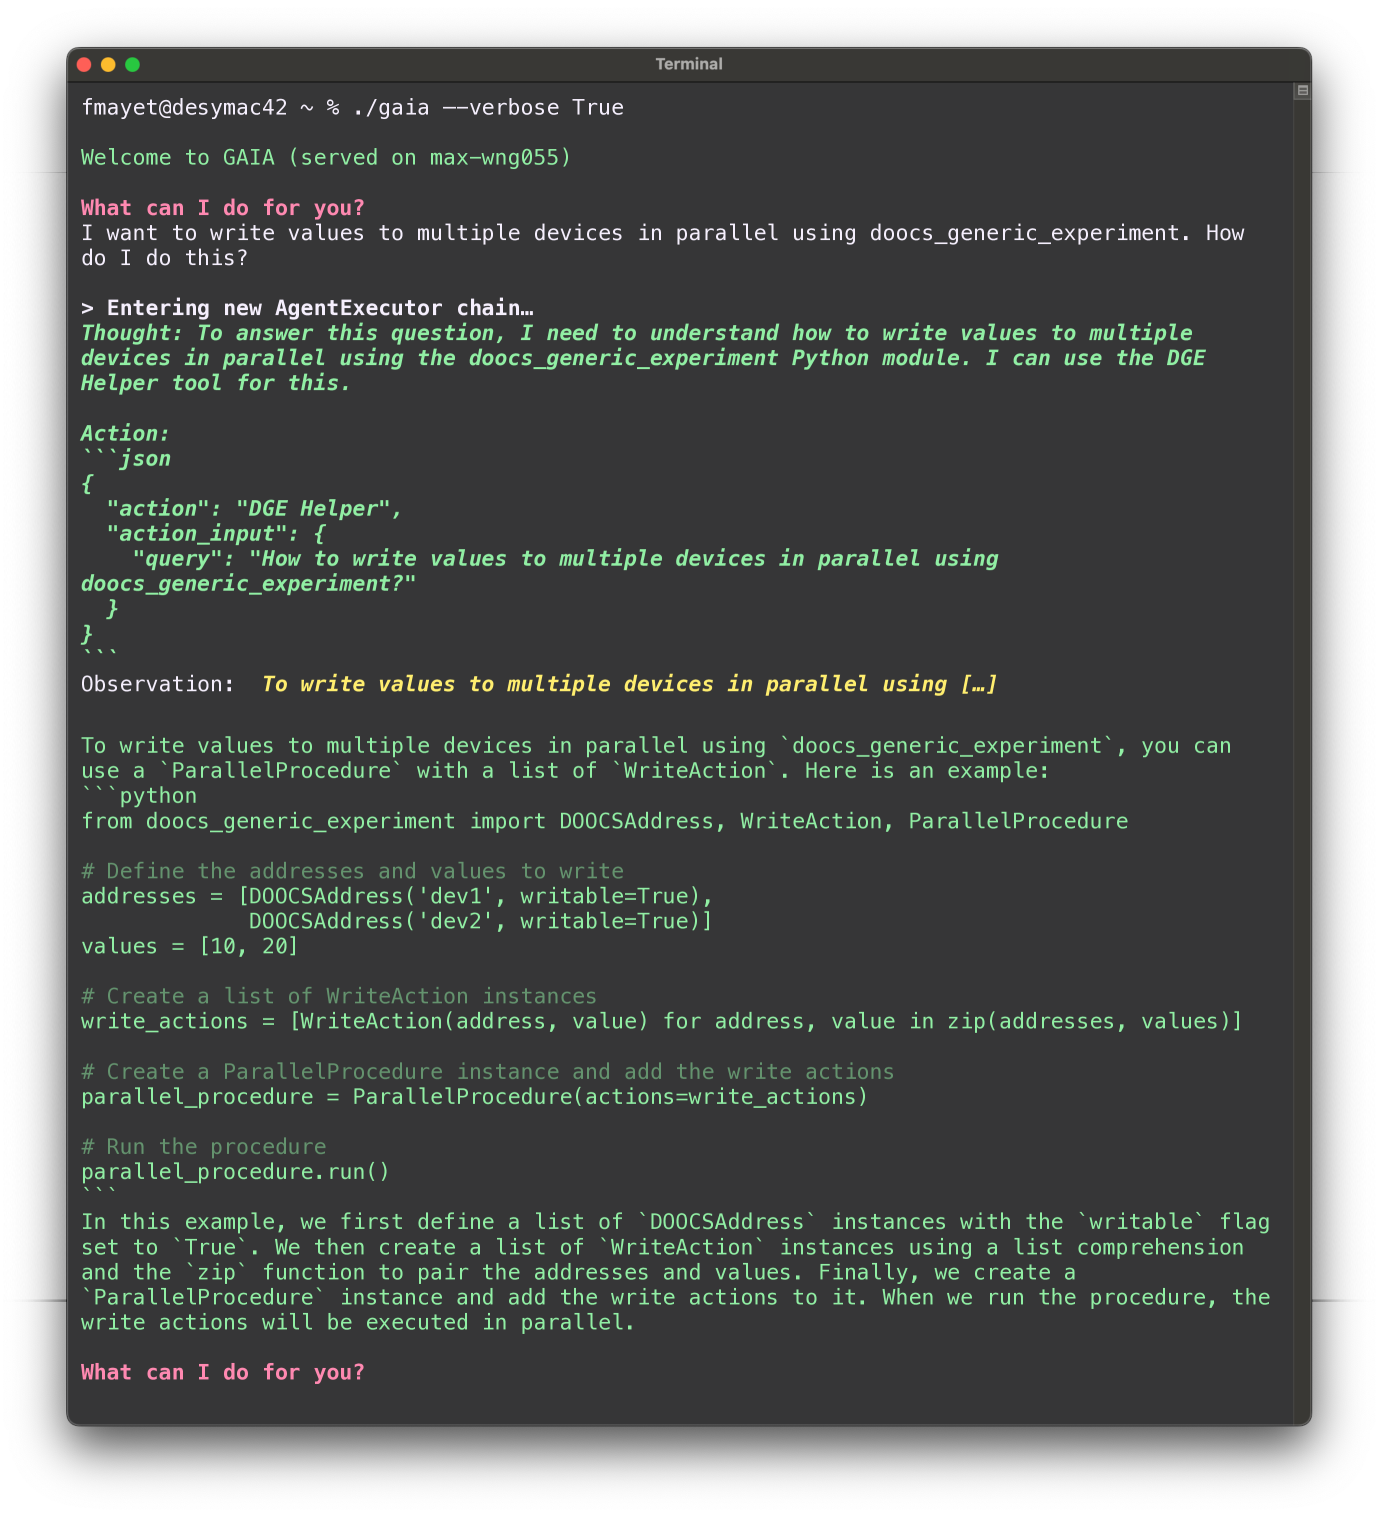 Terminal
fmayet@desymac42 ~ % ./gaia --verbose True
Welcome to GAIA (served on max-wng055)
What can I do for you?
I want to write values to multiple devices in parallel using doocs_generic_experiment. How
do I do this?
> Entering new AgentExecutor chain…
Thought: To answer this question, I need to understand how to write values to multiple
devices in parallel using the doocs_generic_experiment Python module. I can use the DGE
Helper tool for this.
Action:
```json
{
  "action": "DGE Helper",
  "action_input": {
    "query": "How to write values to multiple devices in parallel using
doocs_generic_experiment?"
  }
}
```
Observation:  To write values to multiple devices in parallel using […]
To write values to multiple devices in parallel using `doocs_generic_experiment`, you can
use a `ParallelProcedure` with a list of `WriteAction`. Here is an example:
```python
from doocs_generic_experiment import DOOCSAddress, WriteAction, ParallelProcedure
# Define the addresses and values to write
addresses = [DOOCSAddress('dev1', writable=True),
             DOOCSAddress('dev2', writable=True)]
values = [10, 20]
# Create a list of WriteAction instances
write_actions = [WriteAction(address, value) for address, value in zip(addresses, values)]
# Create a ParallelProcedure instance and add the write actions
parallel_procedure = ParallelProcedure(actions=write_actions)
# Run the procedure
parallel_procedure.run()
```
In this example, we first define a list of `DOOCSAddress` instances with the `writable` flag
set to `True`. We then create a list of `WriteAction` instances using a list comprehension
and the `zip` function to pair the addresses and values. Finally, we create a
`ParallelProcedure` instance and add the write actions to it. When we run the procedure, the
write actions will be executed in parallel.
What can I do for you?